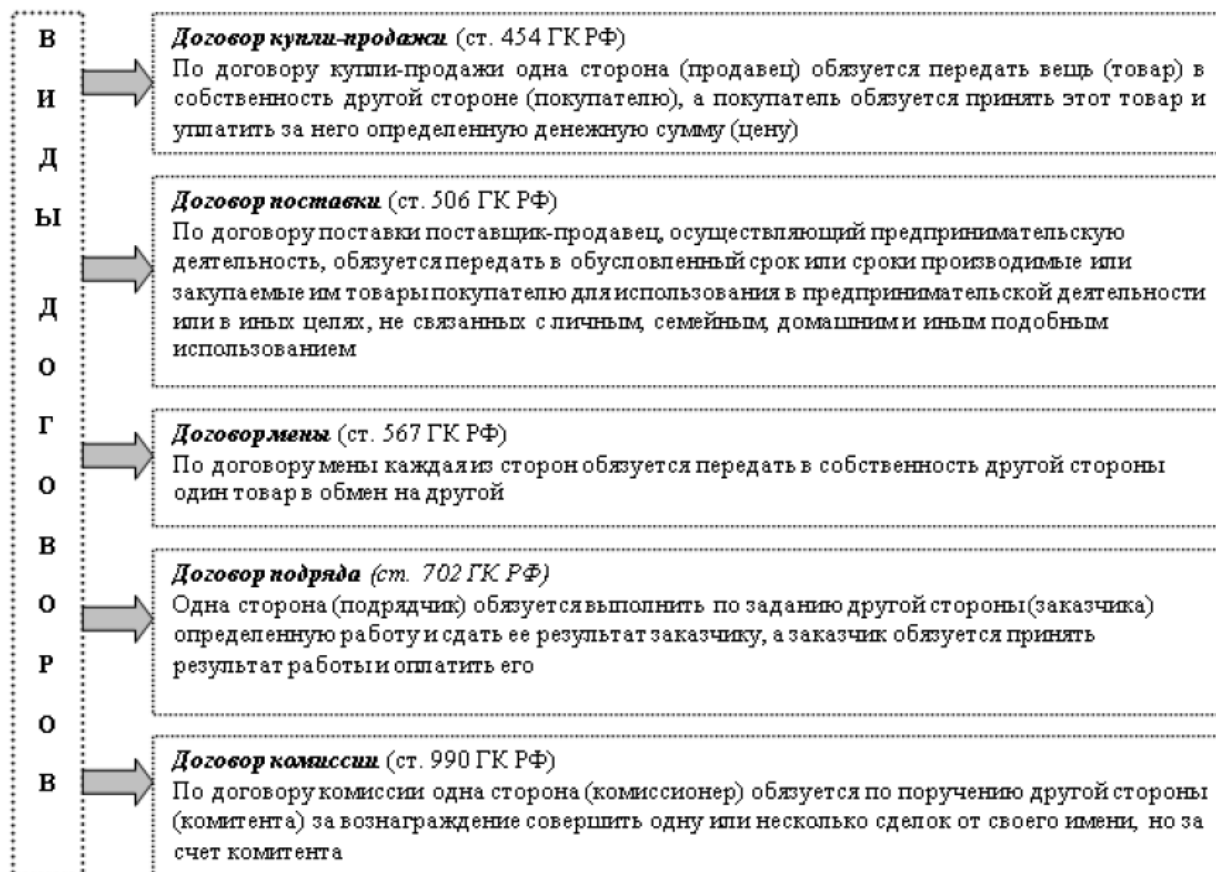 В
И
Д
Ы
Д
О
Г
О
В
О
Р
О
В
Договор купли-продажи (ст. 454 ГК РФ)
По договору купли-продажи одна сторона (продавец) обязуется передать вещь (товар) в
собственность другой стороне (покупателю), а покупатель обязуется принять этот товар и
уплатить за него определенную денежную сумму (цену)
Договор поставки (ст. 506 ГК РФ)
По договору поставки поставщик-продавец, осуществляющий предпринимательскую
деятельность, обязуется передать в обусловленный срок или сроки производимые или
закупаемые им товары покупателю для использования в предпринимательской деятельности
или в иных целях, не связанных с личным, семейным, домашним и иным подобным
использованием
Договор мены (ст. 567 ГК РФ)
По договору мены каждая из сторон обязуется передать в собственность другой стороны
один товар в обмен на другой
Договор подряда (ст. 702 ГК РФ)
Одна сторона (подрядчик) обязуется выполнить по заданию другой стороны (заказчика)
определенную работу и сдать ее результат заказчику, а заказчик обязуется принять
результат работы и оплатить его
Договор комиссии (ст. 990 ГК РФ)
По договору комиссии одна сторона (комиссионер) обязуется по поручению другой стороны
(комитента) за вознаграждение совершить одну или несколько сделок от своего имени, но за
счет комитента